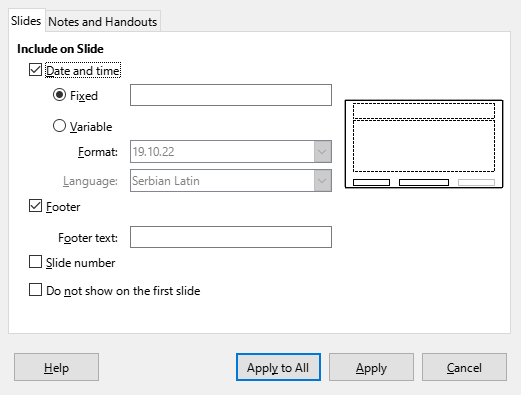 Slides Notes and Handouts
Include on Slide
Date and time
Fixed
Variable
Format: 19.10.22
Language: Serbian Latin
Footer
Footer text:
Slide number
Do not show on the first slide
Help Apply to All Apply Cancel